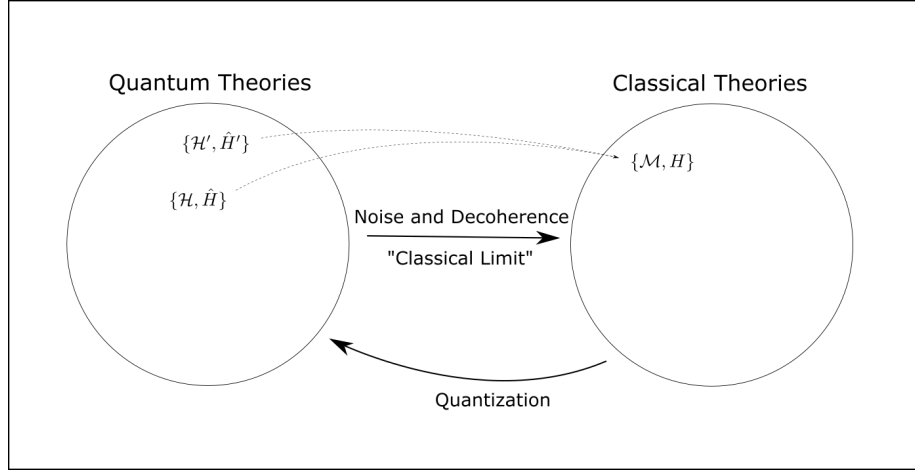 Quantum Theories
Classical Theories
{ℋ′, Ĥ′}
{ℳ, H}
{ℋ, Ĥ}
Noise and Decoherence
"Classical Limit"
Quantization